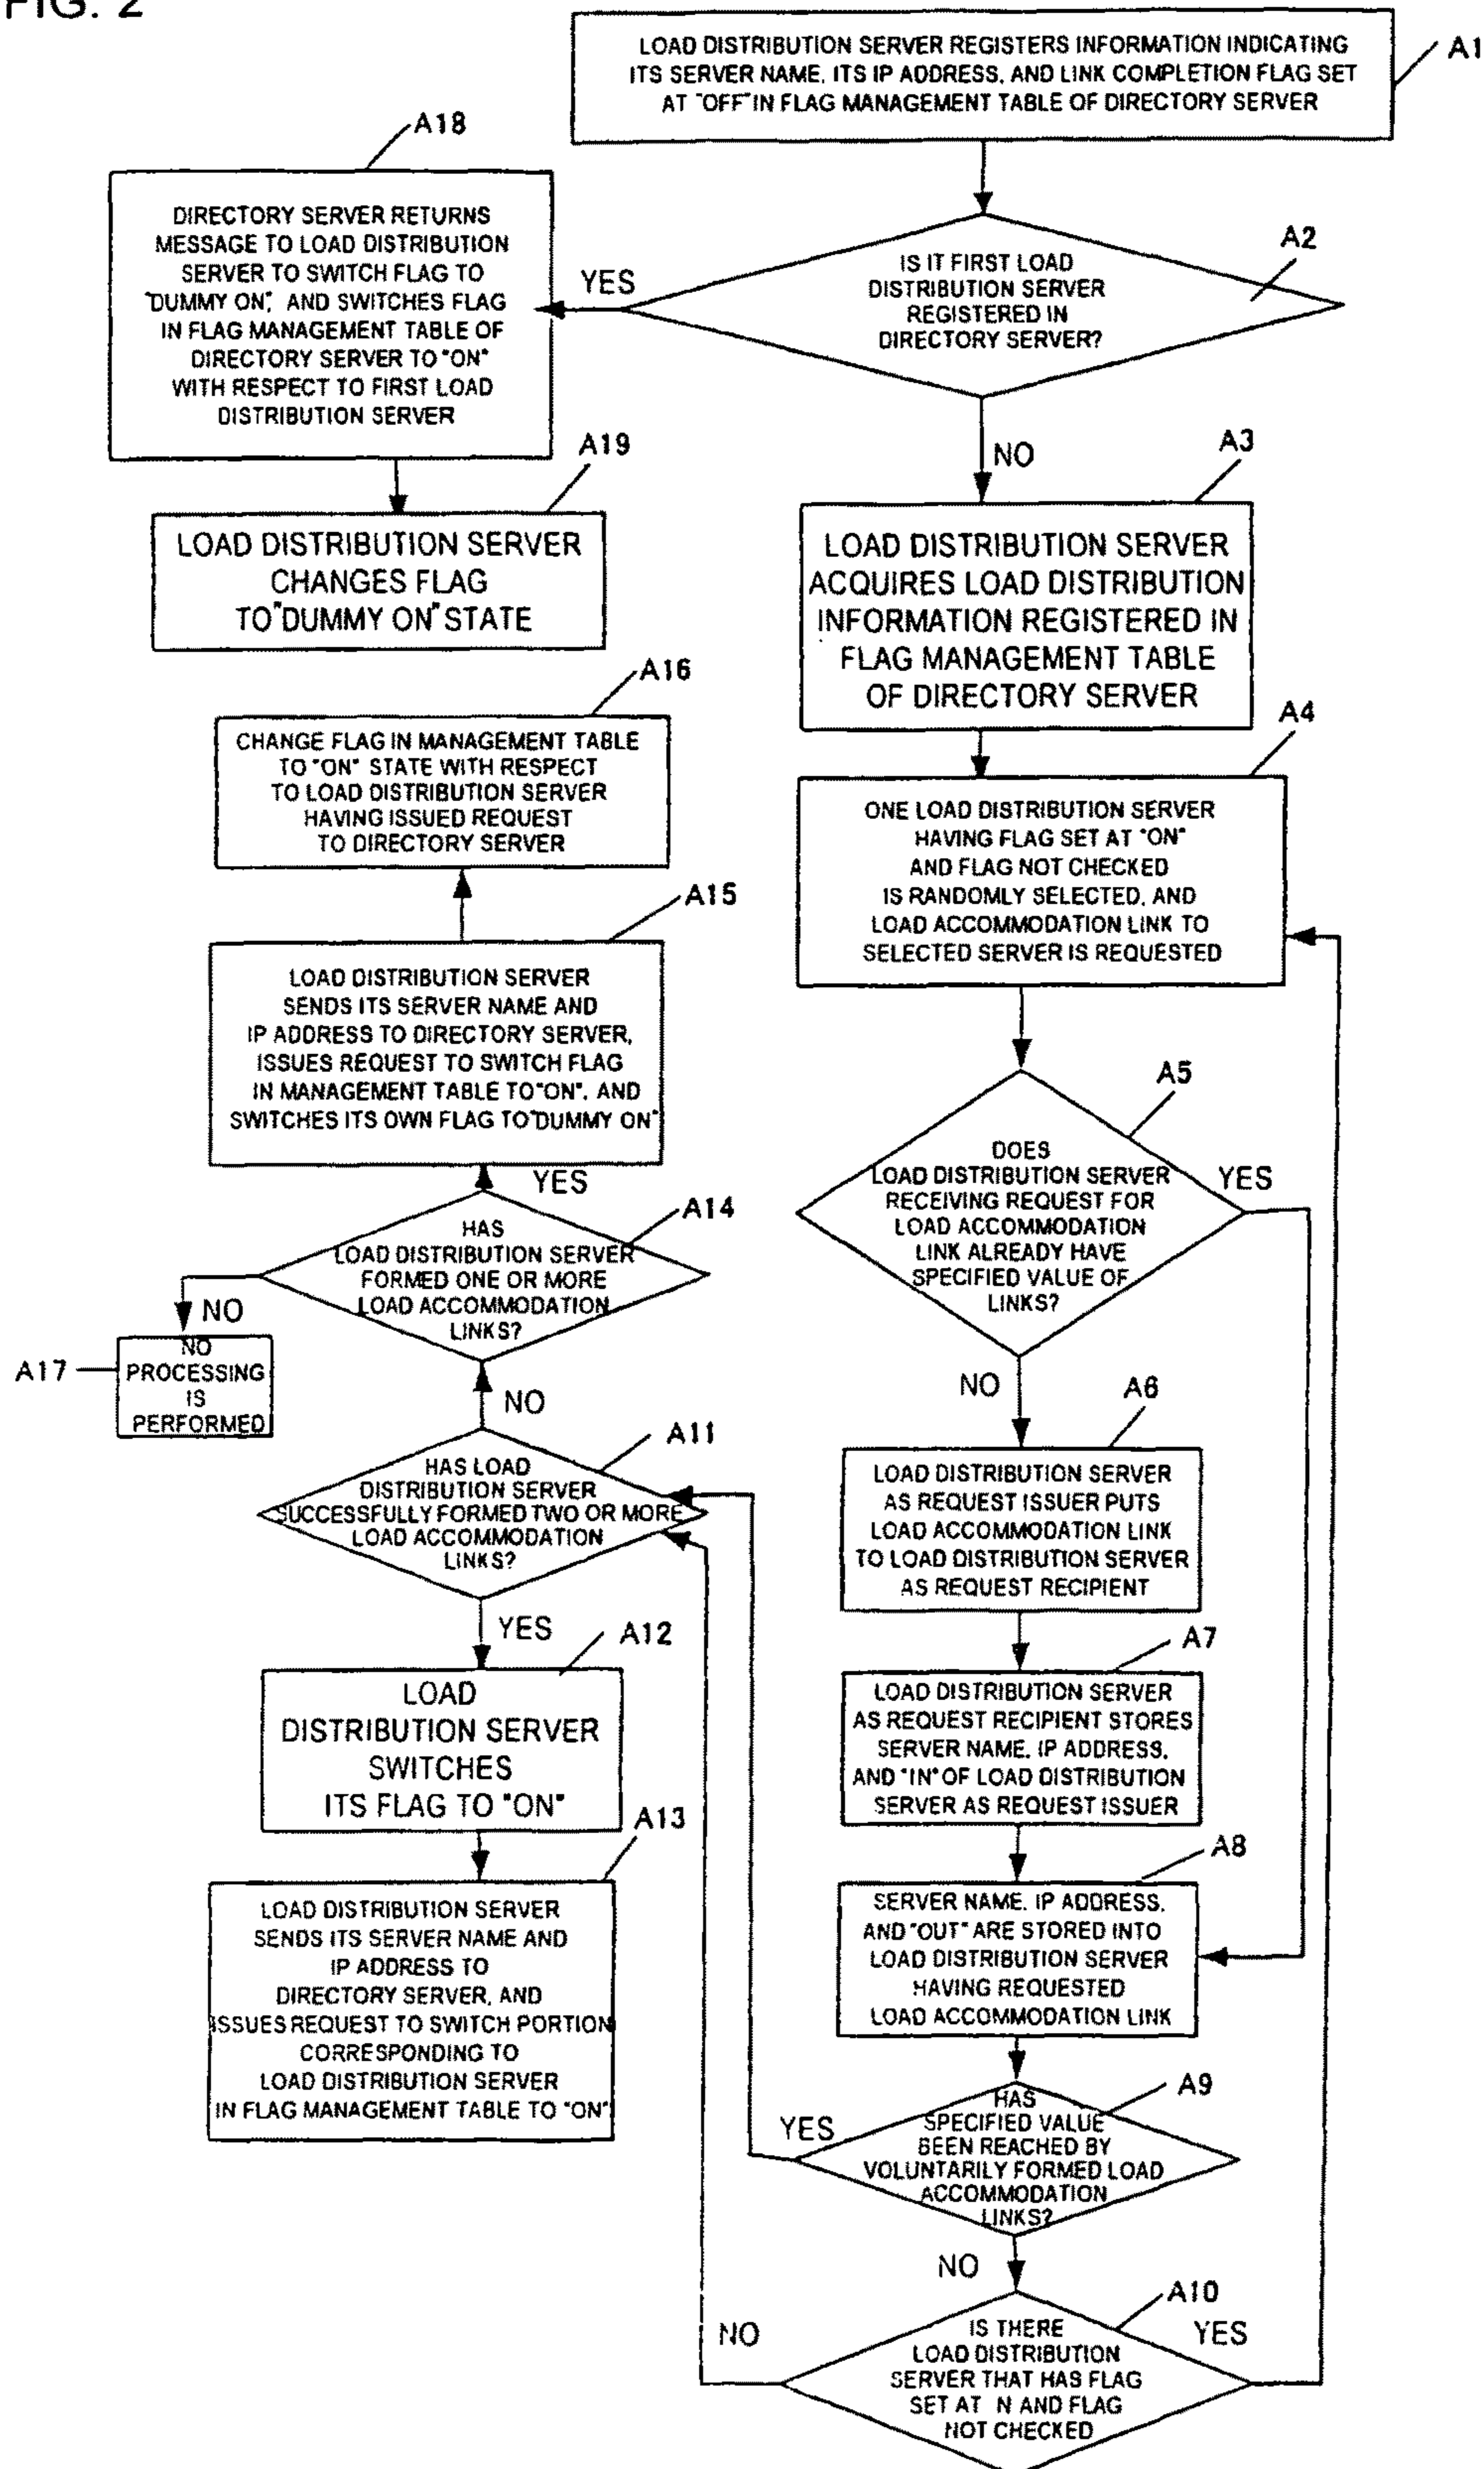 FIG. 2
LOAD DISTRIBUTION SERVER REGISTERS INFORMATION INDICATING
ITS SERVER NAME, ITS IP ADDRESS, AND LINK COMPLETION FLAG SET
AT "OFF" IN FLAG MANAGEMENT TABLE OF DIRECTORY SERVER
A1
A18
DIRECTORY SERVER RETURNS
MESSAGE TO LOAD DISTRIBUTION
SERVER TO SWITCH FLAG TO
"DUMMY ON", AND SWITCHES FLAG
IN FLAG MANAGEMENT TABLE OF
DIRECTORY SERVER TO "ON"
WITH RESPECT TO FIRST LOAD
DISTRIBUTION SERVER
YES
IS IT FIRST LOAD
DISTRIBUTION SERVER
REGISTERED IN
DIRECTORY SERVER?
A2
NO
A19
LOAD DISTRIBUTION SERVER
CHANGES FLAG
TO "DUMMY ON" STATE
A3
LOAD DISTRIBUTION SERVER
ACQUIRES LOAD DISTRIBUTION
INFORMATION REGISTERED IN
FLAG MANAGEMENT TABLE
OF DIRECTORY SERVER
A16
CHANGE FLAG IN MANAGEMENT TABLE
TO "ON" STATE WITH RESPECT
TO LOAD DISTRIBUTION SERVER
HAVING ISSUED REQUEST
TO DIRECTORY SERVER
A4
ONE LOAD DISTRIBUTION SERVER
HAVING FLAG SET AT "ON"
AND FLAG NOT CHECKED
IS RANDOMLY SELECTED, AND
LOAD ACCOMMODATION LINK TO
SELECTED SERVER IS REQUESTED
A15
LOAD DISTRIBUTION SERVER
SENDS ITS SERVER NAME AND
IP ADDRESS TO DIRECTORY SERVER,
ISSUES REQUEST TO SWITCH FLAG
IN MANAGEMENT TABLE TO "ON", AND
SWITCHES ITS OWN FLAG TO "DUMMY ON"
YES
A5
DOES
LOAD DISTRIBUTION SERVER
RECEIVING REQUEST FOR
LOAD ACCOMMODATION
LINK ALREADY HAVE
SPECIFIED VALUE OF
LINKS?
YES
NO
A14
HAS
LOAD DISTRIBUTION SERVER
FORMED ONE OR MORE
LOAD ACCOMMODATION
LINKS?
NO
A17
NO
PROCESSING
IS
PERFORMED
NO
A6
LOAD DISTRIBUTION SERVER
AS REQUEST ISSUER PUTS
LOAD ACCOMMODATION LINK
TO LOAD DISTRIBUTION SERVER
AS REQUEST RECIPIENT
A11
HAS LOAD
DISTRIBUTION SERVER
SUCCESSFULLY FORMED TWO OR MORE
LOAD ACCOMMODATION
LINKS?
YES
A7
LOAD DISTRIBUTION SERVER
AS REQUEST RECIPIENT STORES
SERVER NAME, IP ADDRESS,
AND "IN" OF LOAD DISTRIBUTION
SERVER AS REQUEST ISSUER
A12
LOAD
DISTRIBUTION SERVER
SWITCHES
ITS FLAG TO "ON"
A8
SERVER NAME, IP ADDRESS,
AND "OUT" ARE STORED INTO
LOAD DISTRIBUTION SERVER
HAVING REQUESTED
LOAD ACCOMMODATION LINK
A13
LOAD DISTRIBUTION SERVER
SENDS ITS SERVER NAME AND
IP ADDRESS TO
DIRECTORY SERVER, AND
ISSUES REQUEST TO SWITCH PORTION
CORRESPONDING TO
LOAD DISTRIBUTION SERVER
IN FLAG MANAGEMENT TABLE TO "ON"
A9
YES
HAS
SPECIFIED VALUE
BEEN REACHED BY
VOLUNTARILY FORMED LOAD
ACCOMMODATION
LINKS?
NO
A10
NO
IS THERE
LOAD DISTRIBUTION
SERVER THAT HAS FLAG
SET AT N AND FLAG
NOT CHECKED
YES